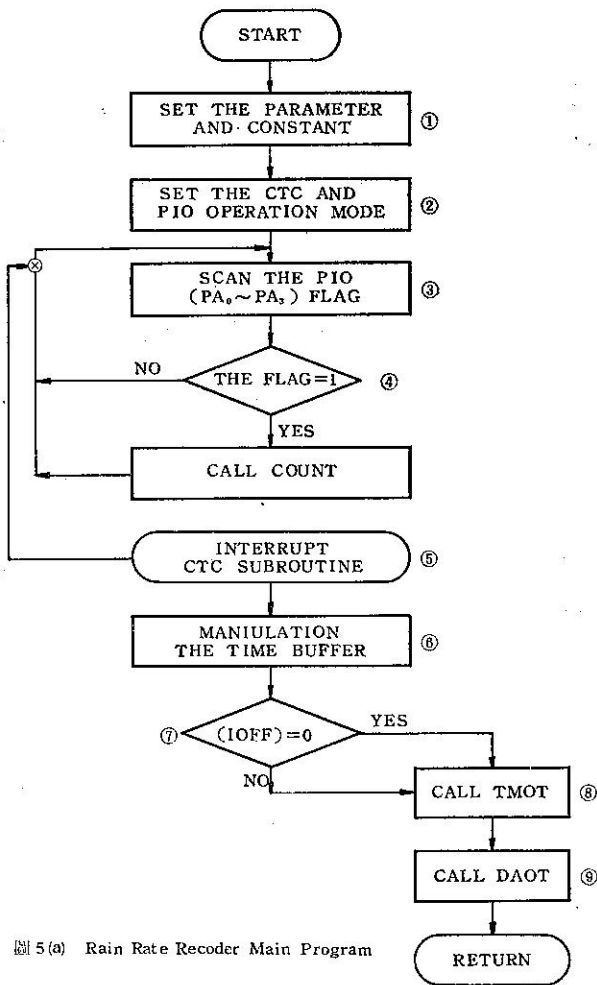 START
SET THE PARAMETER
AND CONSTANT
①
SET THE CTC AND
PIO OPERATION MODE
②
SCAN THE PIO
(PA₀~PA₃) FLAG
③
NO
THE FLAG=1
④
YES
CALL COUNT
INTERRUPT
CTC SUBROUTINE
⑤
MANIULATION
THE TIME BUFFER
⑥
⑦
(IOFF)=0
YES
NO
CALL TMOT
⑧
CALL DAOT
⑨
圖 5(a) Rain Rate Recoder Main Program
RETURN